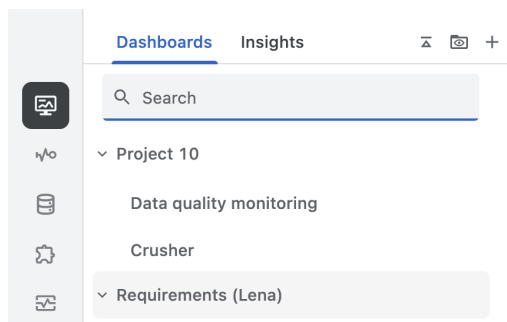 Dashboards Insights
Search
Project 10
Data quality monitoring
Crusher
Requirements (Lena)